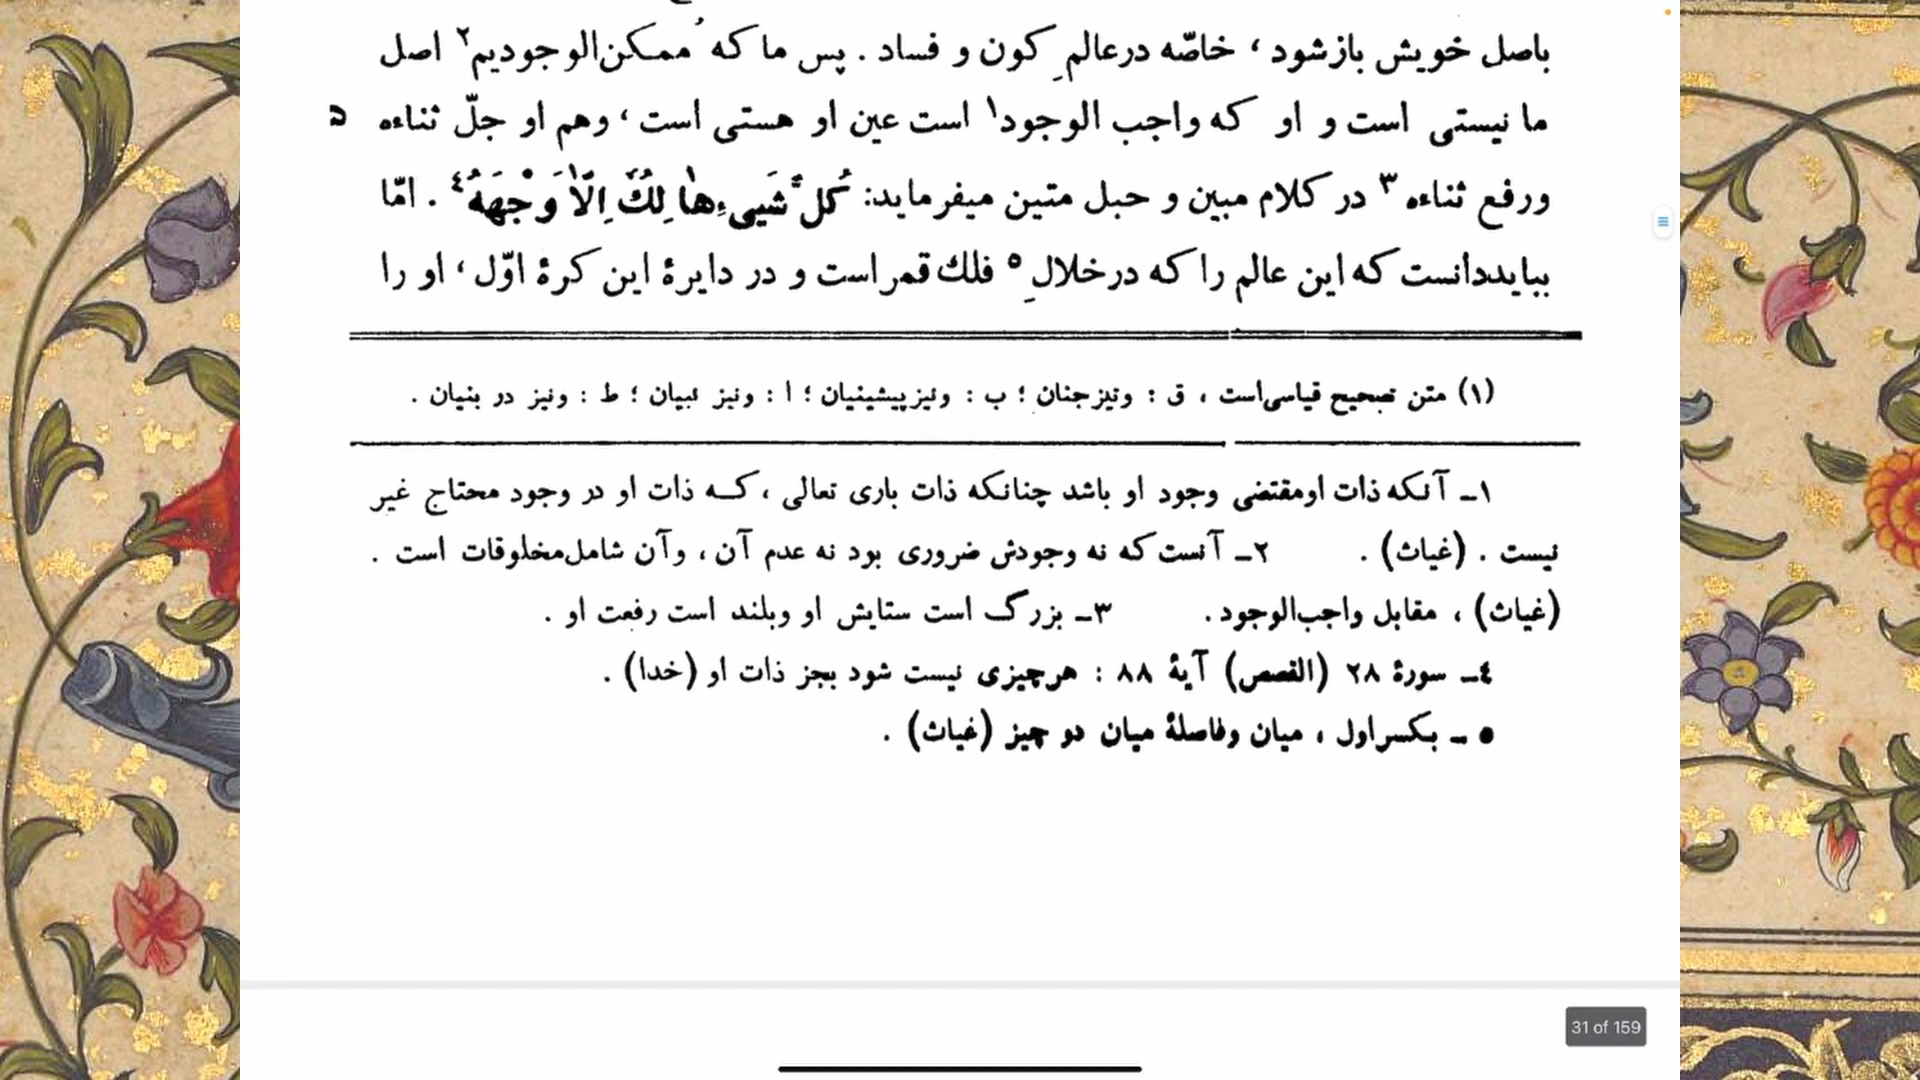 باصل خویش بازشود ، خاصّه درعالمِ کون و فساد . پس ما که مُمکن‌الوجودیم۲ اصل
ما نیستی است و او که واجب الوجود۱ است عین او هستی است ، وهم او جلّ ثناءه
۵
ورفع ثناءه۳ در کلام مبین و حبل متین میفرماید: کُلُّ شَییءٍ هٰالِكٌ اِلّاٰ وَجْهَهُ۴ . امّا
ببایددانست که این عالم را که درخلالِ۵ فلك قمراست و در دایرهٔ این کرهٔ اوّل ، او را
(۱) متن تصحیح قیاسی‌است ، ق : ونیزجنان ؛ ب : ونیزپیشینیان ؛ ا : ونیز نبیان ؛ ط : ونیز در بنیان .
۱ـ آنکه ذات اومقتضی وجود او باشد چنانکه ذات باری تعالی ، کـه ذات او در وجود محتاج غیر
نیست . (غیاث) . ۲ـ آنست که نه وجودش ضروری بود نه عدم آن ، وآن شامل‌مخلوقات است .
(غیاث) ، مقابل واجب‌الوجود. ۳ـ بزرگ است ستایش او وبلند است رفعت او .
٤ـ سورهٔ ۲۸ (القصص) آیهٔ ۸۸ : هرچیزی نیست شود بجز ذات او (خدا) .
۵ ـ بکسراول ، میان وفاصلهٔ میان دو چیز (غیاث) .
31 of 159